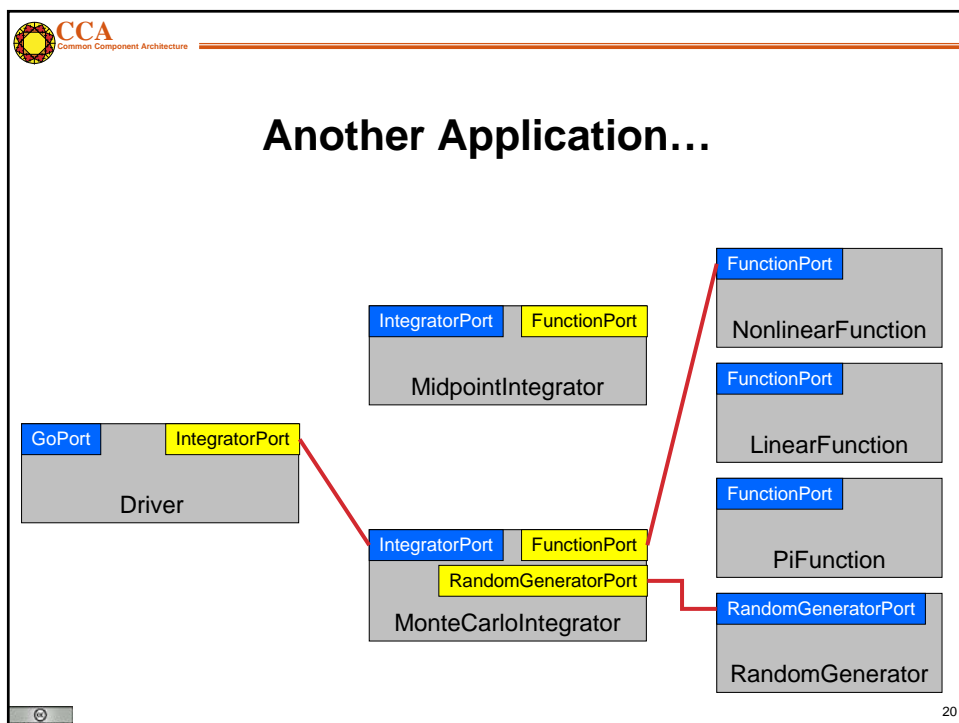 CCA
Common Component Architecture
Another Application…
FunctionPort
NonlinearFunction
IntegratorPort FunctionPort
MidpointIntegrator
FunctionPort
LinearFunction
GoPort IntegratorPort
Driver
FunctionPort
PiFunction
IntegratorPort FunctionPort
RandomGeneratorPort
MonteCarloIntegrator
RandomGeneratorPort
RandomGenerator
cc
20